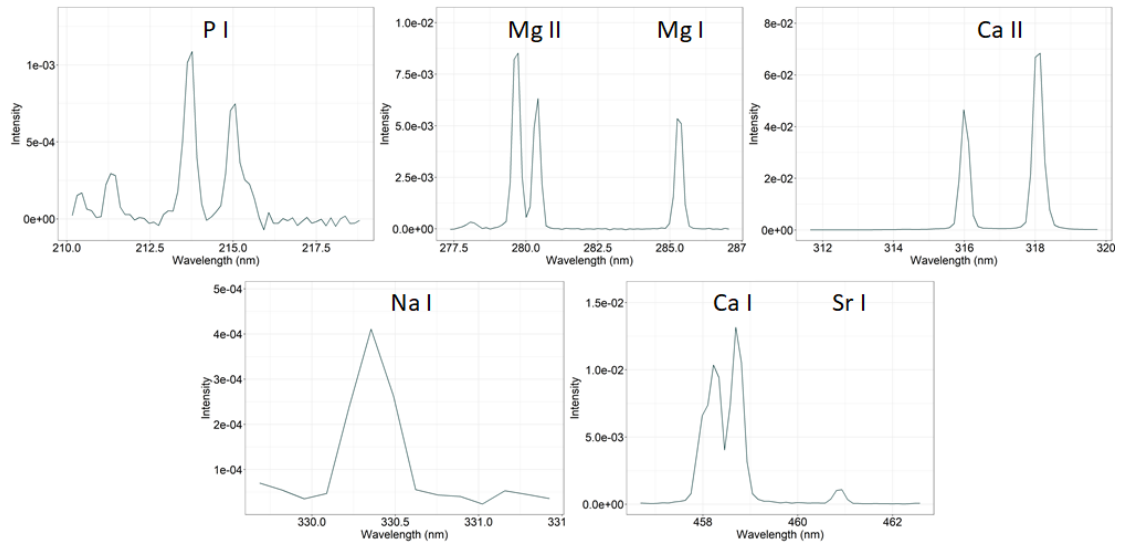 P I
1e-03
5e-04
0e+00
Intensity
210.0 212.5 215.0 217.5
Wavelength (nm)
Mg II Mg I
1.0e-02
7.5e-03
5.0e-03
2.5e-03
0.0e+00
Intensity
277.5 280.0 282.5 285.0 287
Wavelength (nm)
Ca II
8e-02
6e-02
4e-02
2e-02
0e+00
Intensity
312 314 316 318 320
Wavelength (nm)
Na I
5e-04
4e-04
3e-04
2e-04
1e-04
Intensity
330.0 330.5 331.0 331
Wavelength (nm)
Ca I Sr I
1.5e-02
1.0e-02
5.0e-03
0.0e+00
Intensity
458 460 462
Wavelength (nm)